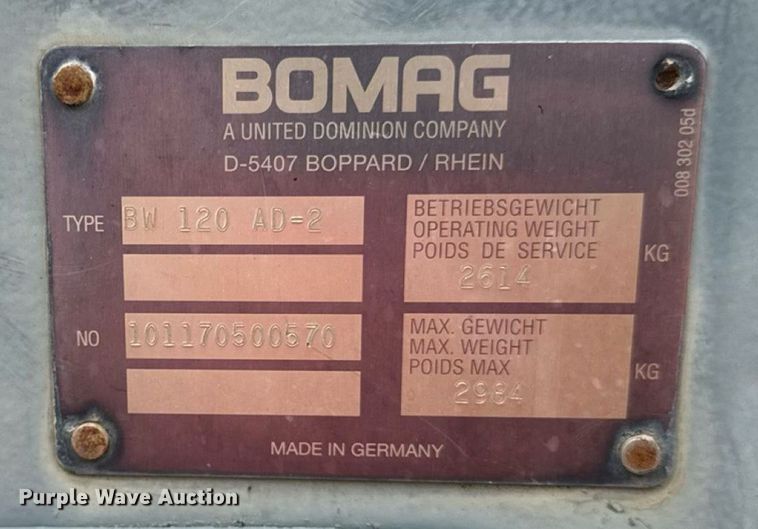 BOMAG
A UNITED DOMINION COMPANY
D-5407 BOPPARD / RHEIN
008 302 05d
TYPE BW 120 AD=2
BETRIEBSGEWICHT
OPERATING WEIGHT
POIDS DE SERVICE
2614 KG
NO 101170500570
MAX. GEWICHT
MAX. WEIGHT
POIDS MAX
2984 KG
MADE IN GERMANY
Purple Wave Auction